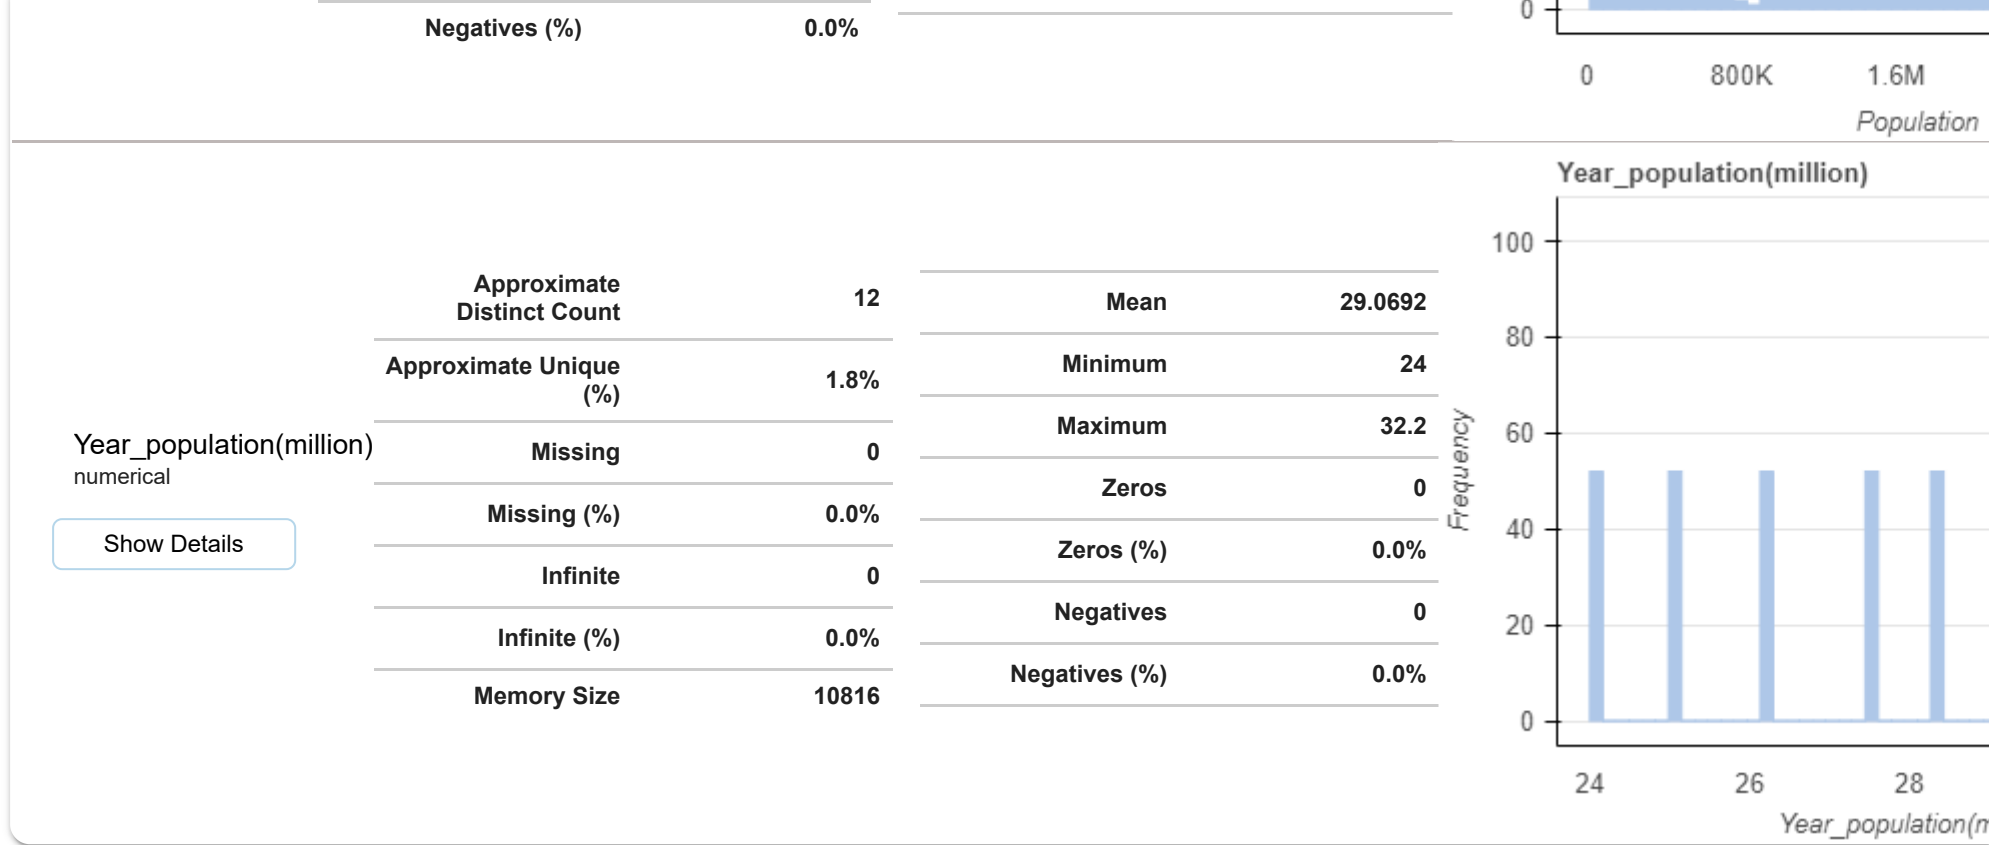 Negatives (%) 0.0%
0
0 800K 1.6M
Population
Year_population(million)
numerical
Show Details
Approximate
Distinct Count 12
Approximate Unique
(%) 1.8%
Missing 0
Missing (%) 0.0%
Infinite 0
Infinite (%) 0.0%
Memory Size 10816
Mean 29.0692
Minimum 24
Maximum 32.2
Zeros 0
Zeros (%) 0.0%
Negatives 0
Negatives (%) 0.0%
Year_population(million)
Frequency
100
80
60
40
20
0
24 26 28
Year_population(m